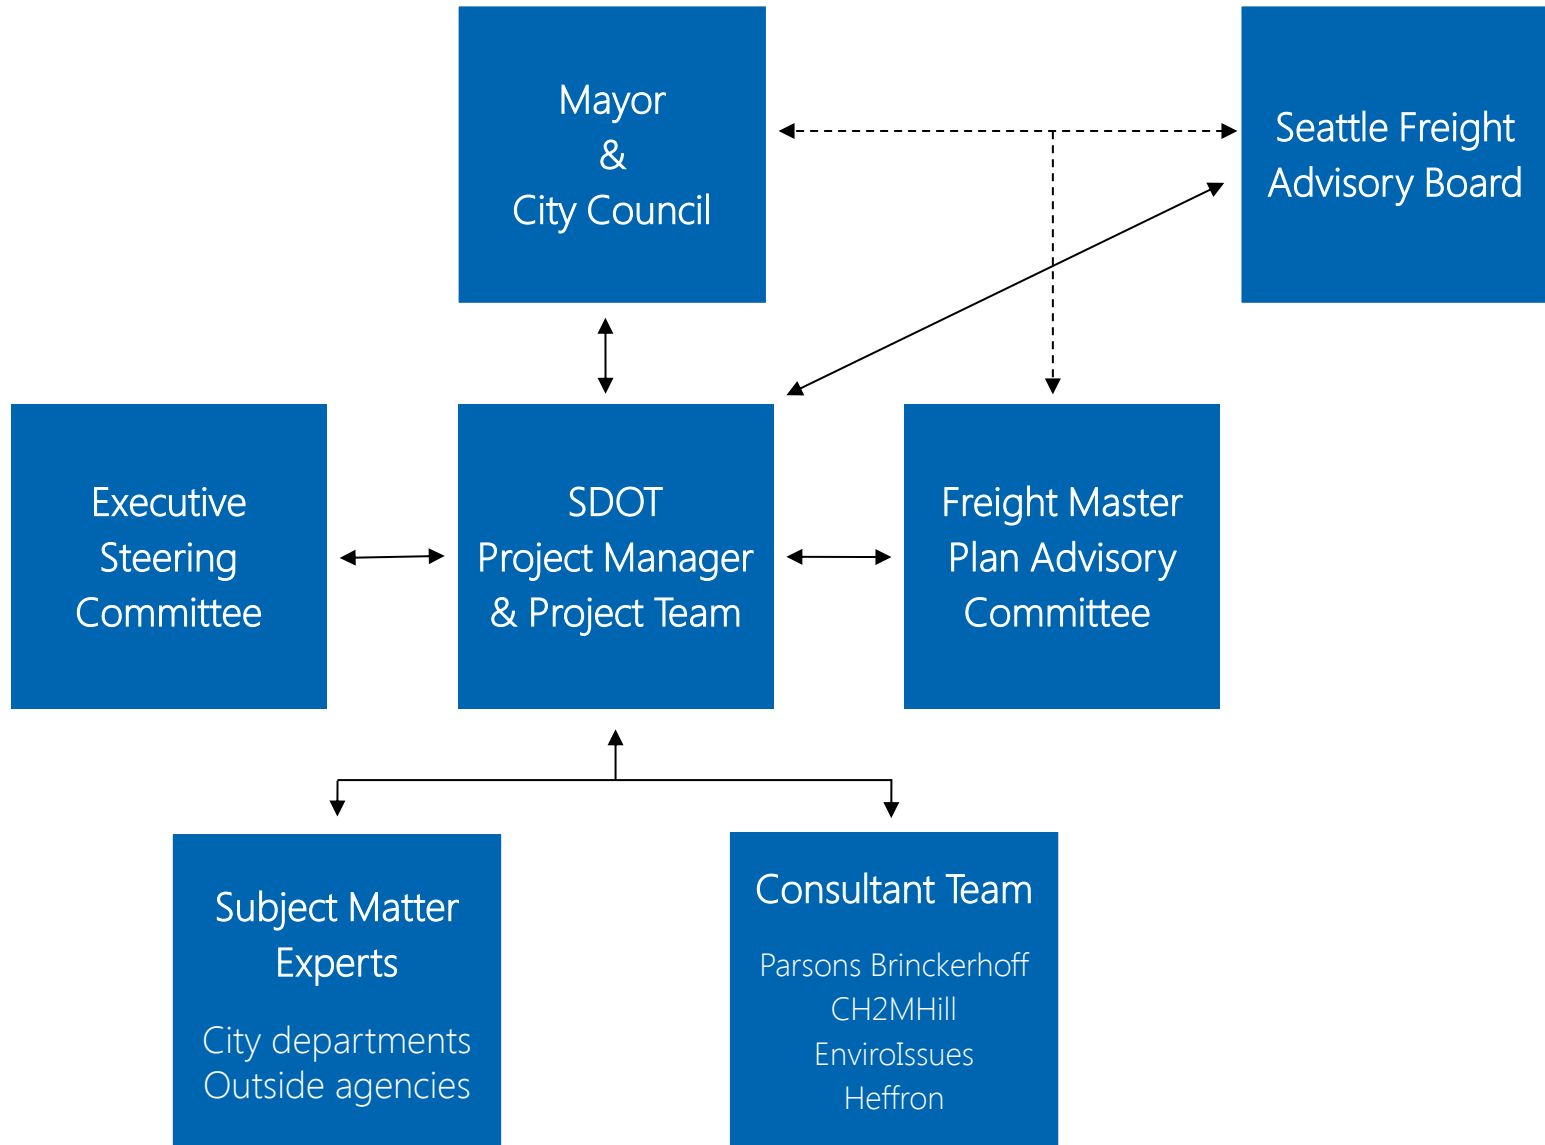 Mayor
&
City Council
Seattle Freight
Advisory Board
Executive
Steering
Committee
SDOT
Project Manager
& Project Team
Freight Master
Plan Advisory
Committee
Subject Matter
Experts
City departments
Outside agencies
Consultant Team
Parsons Brinckerhoff
CH2MHill
EnviroIssues
Heffron